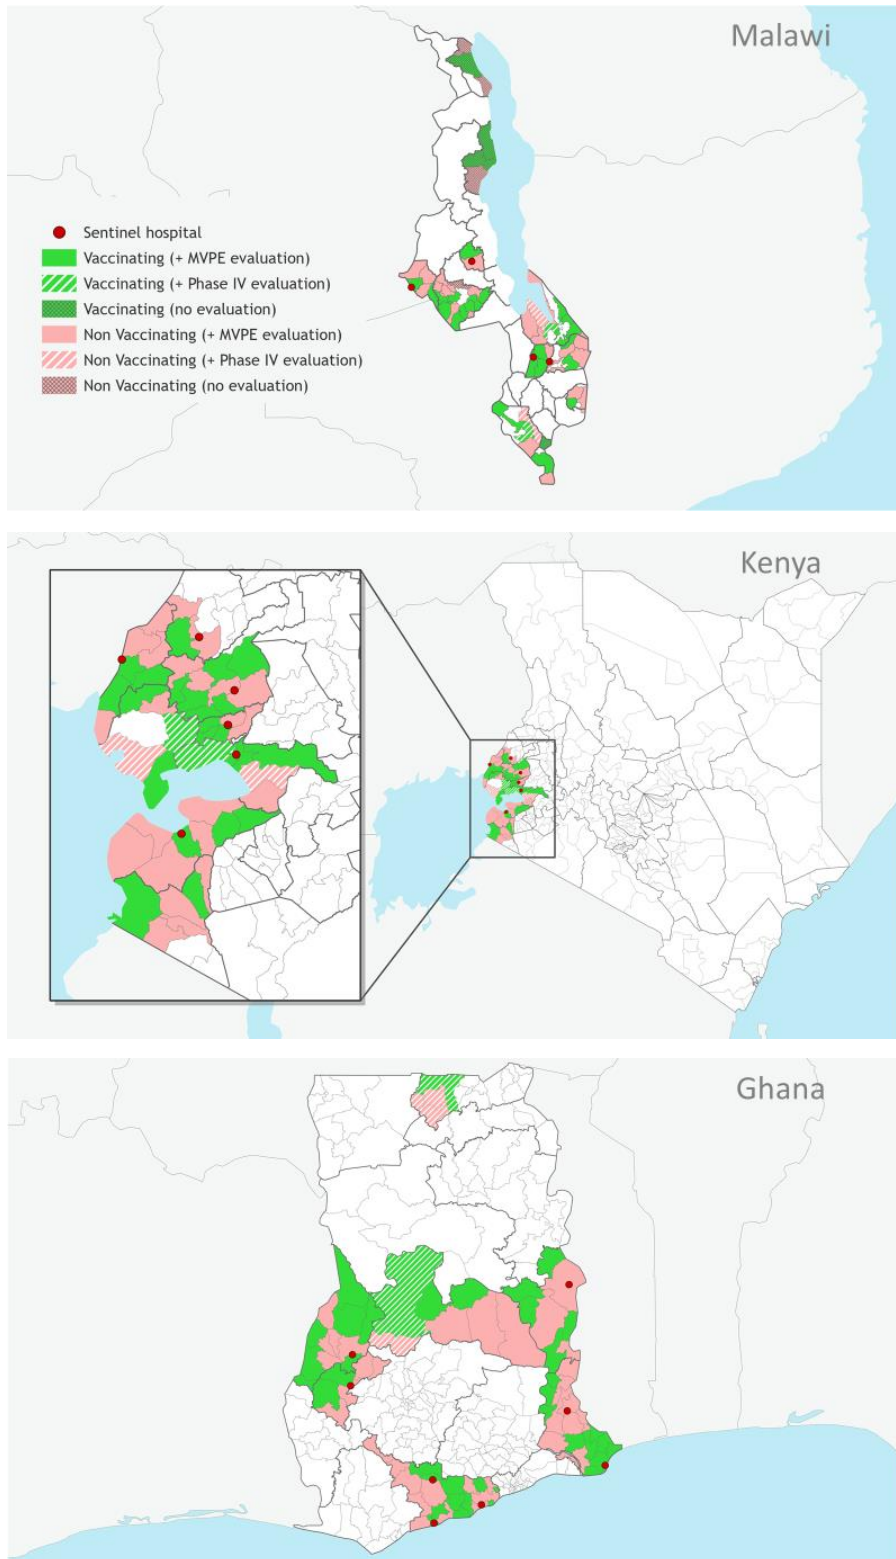 Malawi
Sentinel hospital
Vaccinating (+ MVPE evaluation)
Vaccinating (+ Phase IV evaluation)
Vaccinating (no evaluation)
Non Vaccinating (+ MVPE evaluation)
Non Vaccinating (+ Phase IV evaluation)
Non Vaccinating (no evaluation)
Kenya
Ghana